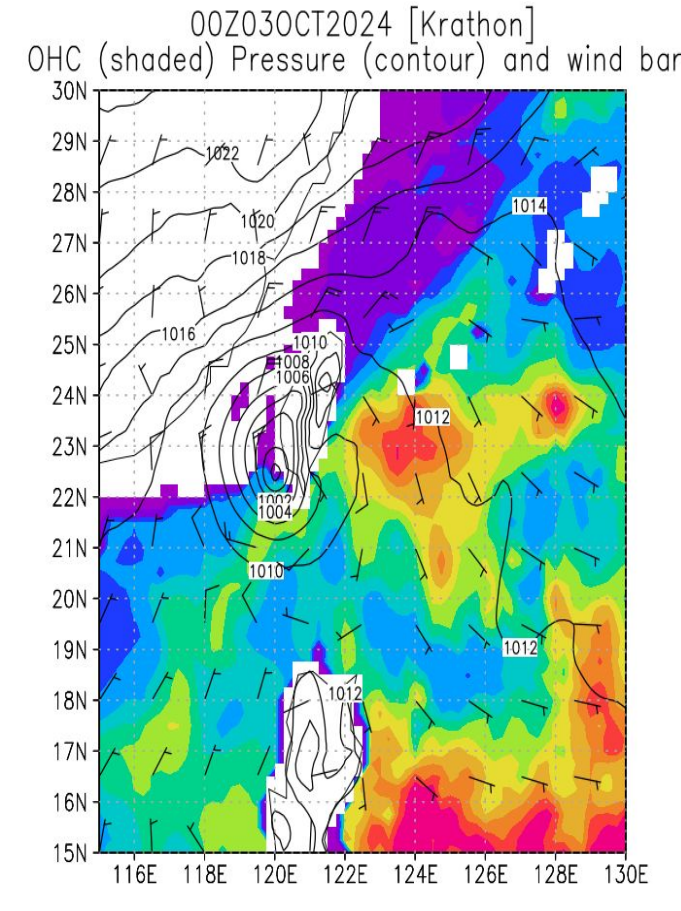 00Z03OCT2024 [Krathon]
OHC (shaded) Pressure (contour) and wind bar
30N
29N
1022
28N
1014
1020
27N
1018
26N
1016
25N
1010
1008
1006
24N
1012
23N
22N
1002
1004
21N
1010
20N
19N
1012
1012
18N
17N
16N
15N
116E 118E 120E 122E 124E 126E 128E 130E